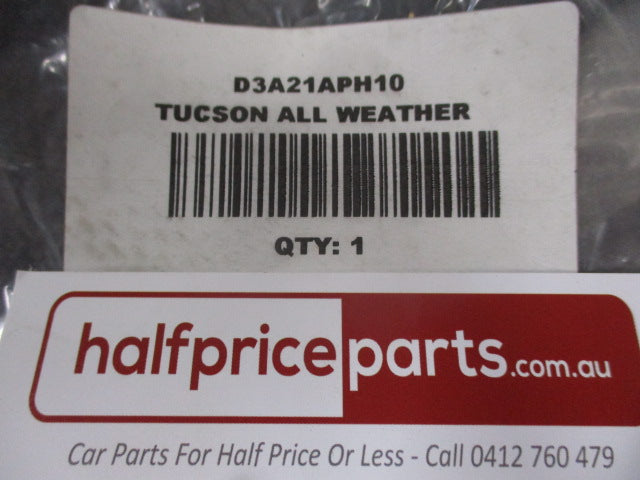 D3A21APH10
TUCSON ALL WEATHER
QTY: 1
halfpriceparts.com.au
Car Parts For Half Price Or Less - Call 0412 760 479